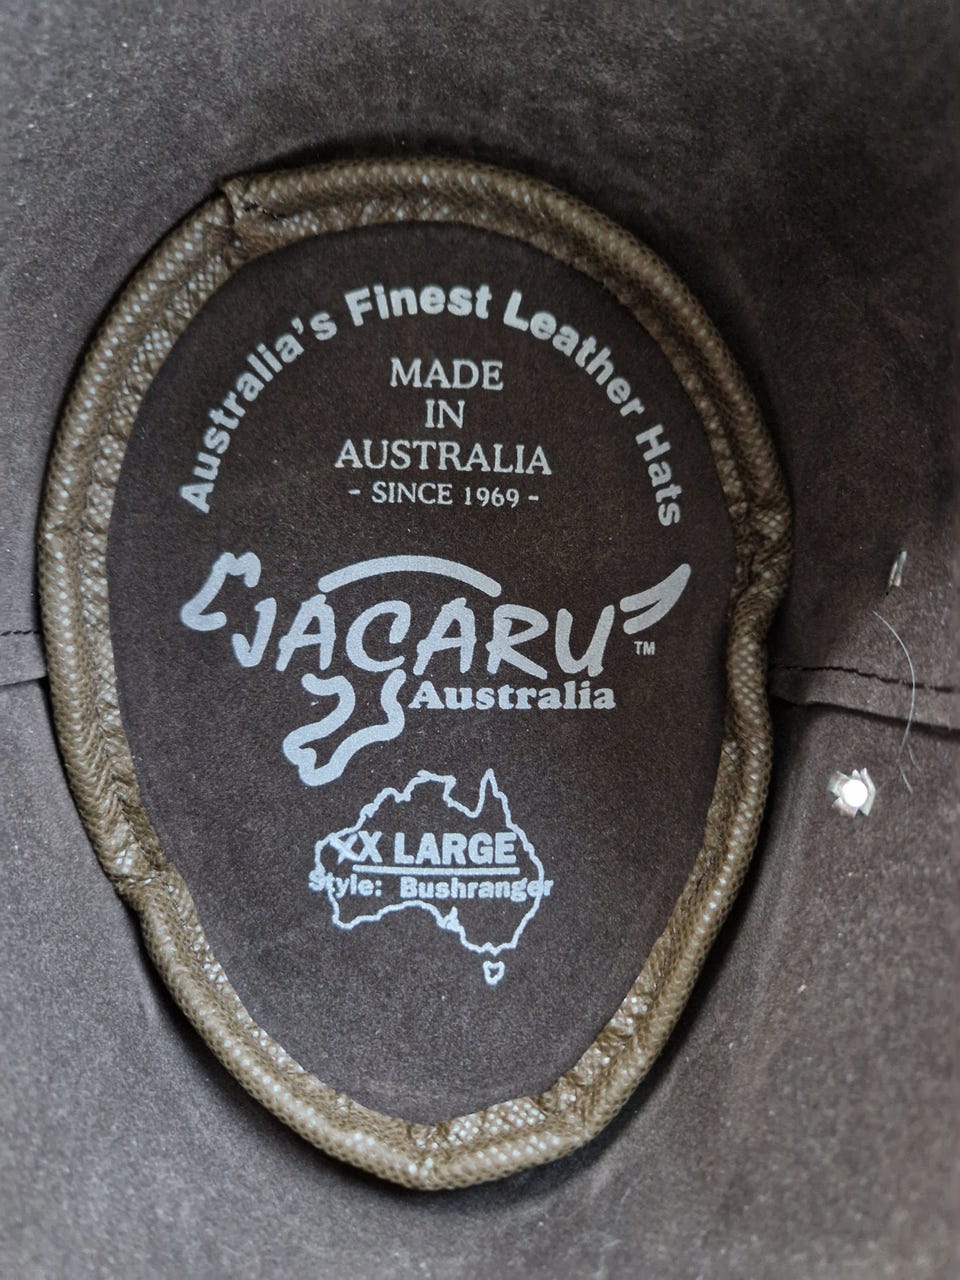 Australia's Finest Leather Hats
MADE
IN
AUSTRALIA
- SINCE 1969 -
JACARU TM
Australia
XX LARGE
Style: Bushranger